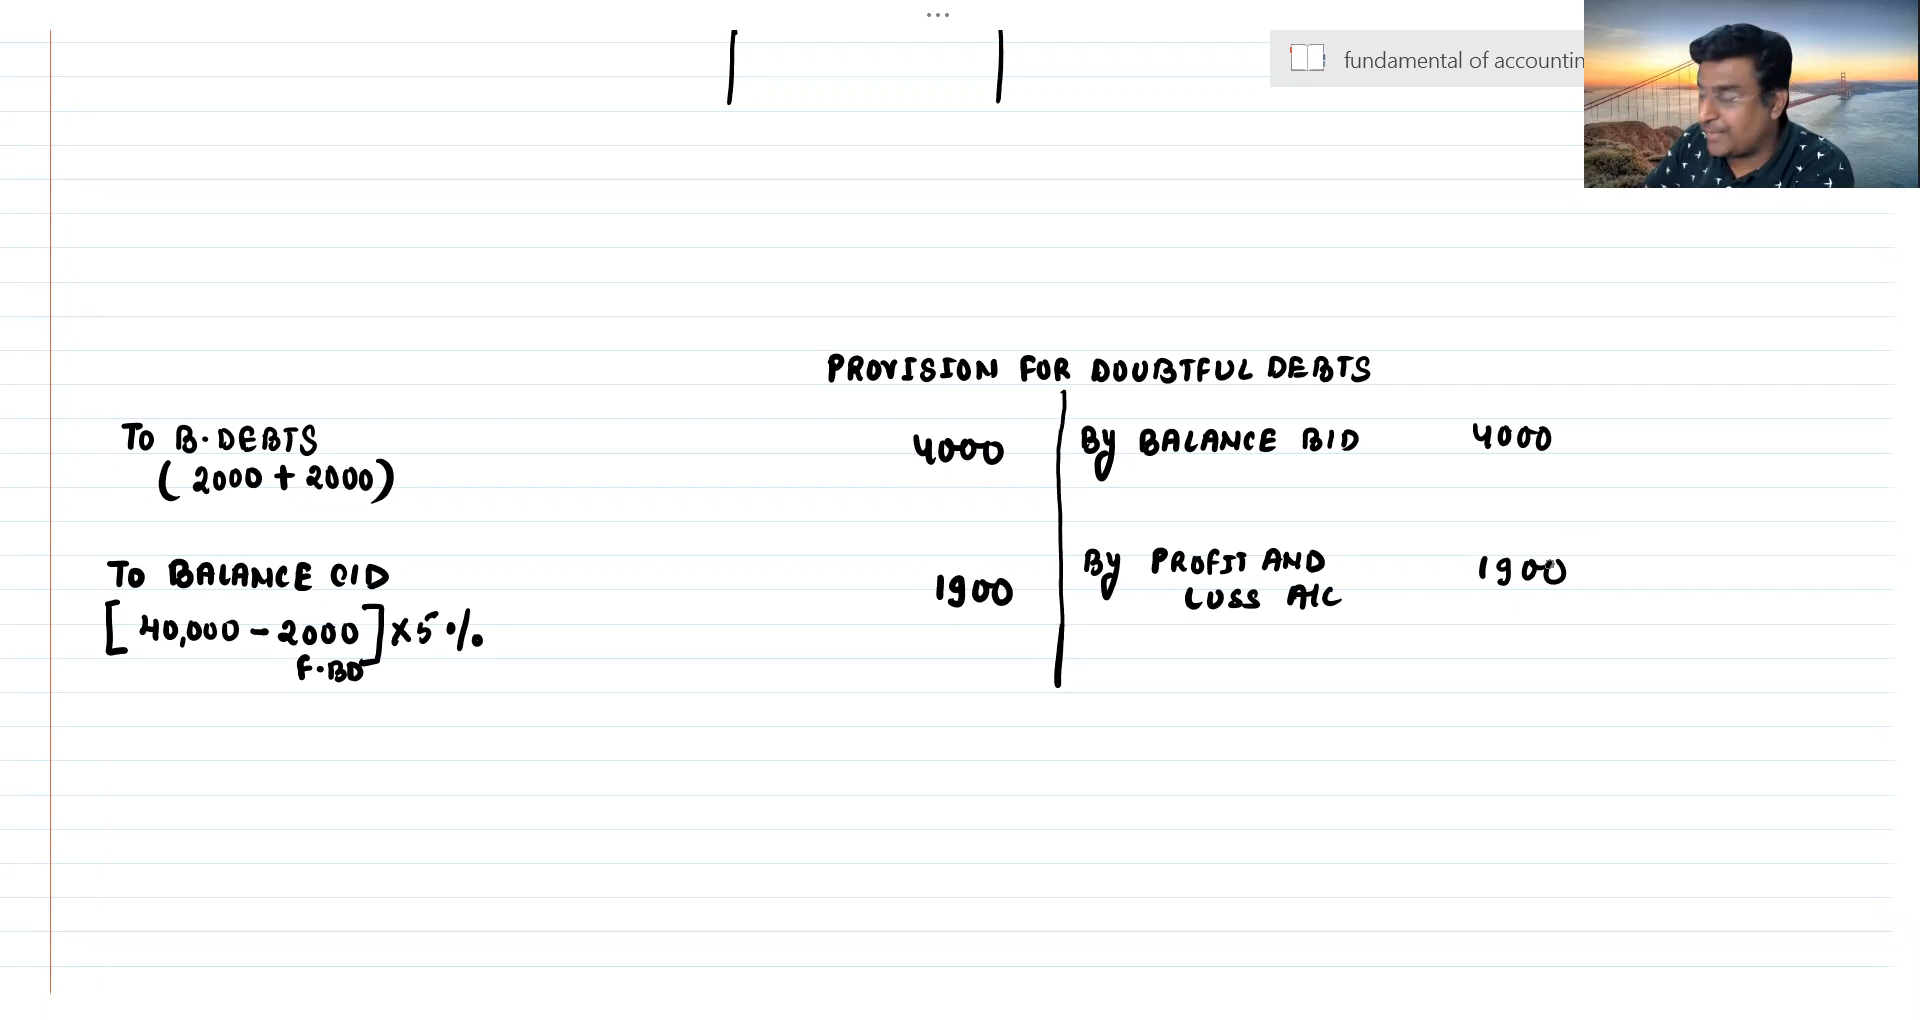 fundamental of accountin
PROVISION FOR DOUBTFUL DEBTS
To B. DEBTS 4000 By BALANCE B/D 4000
(2000 + 2000)
To BALANCE C/D 1900 By PROFIT AND 1900
LOSS A/C
[40,000 - 2000] x 5 %
F. BD